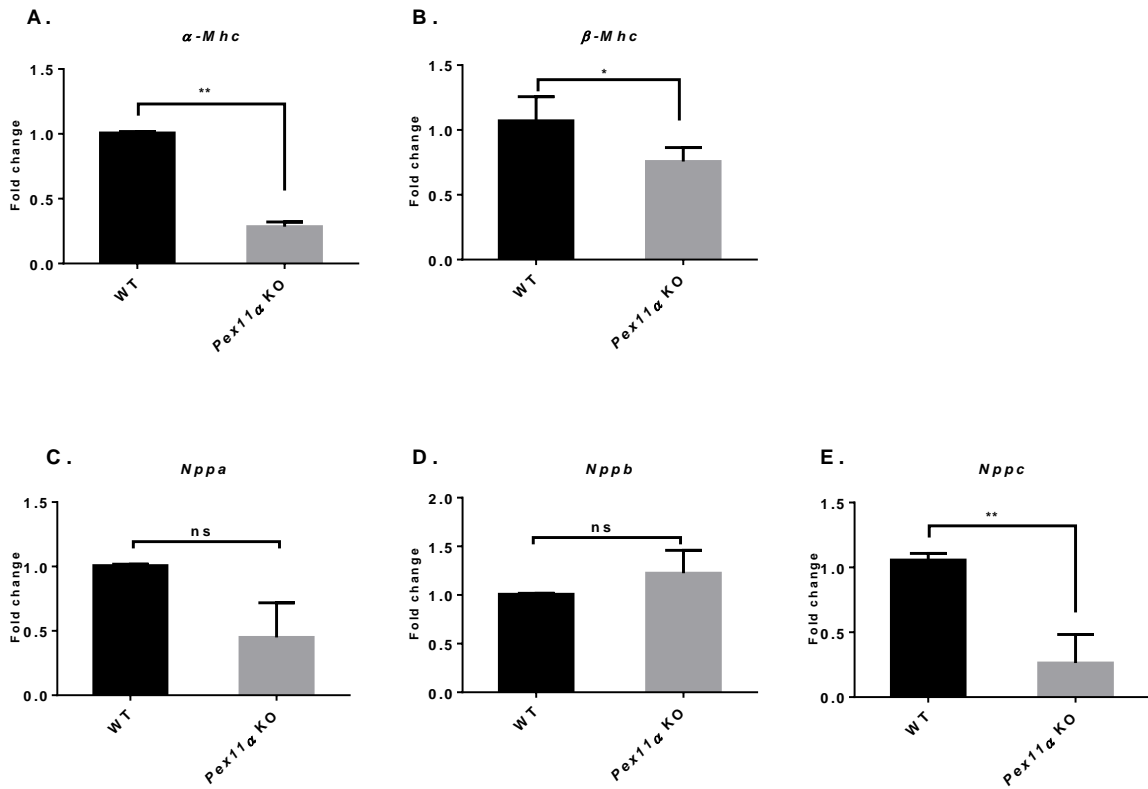 A.
α-Mhc
Fold change
1.5
1.0
0.5
0.0
**
WT
Pex11α KO
B.
β-Mhc
Fold change
1.5
1.0
0.5
0.0
*
WT
Pex11α KO
C.
Nppa
Fold change
1.5
1.0
0.5
0.0
ns
WT
Pex11α KO
D.
Nppb
Fold change
2.0
1.5
1.0
0.5
0.0
ns
WT
Pex11α KO
E.
Nppc
Fold change
1.5
1.0
0.5
0.0
**
WT
Pex11α KO